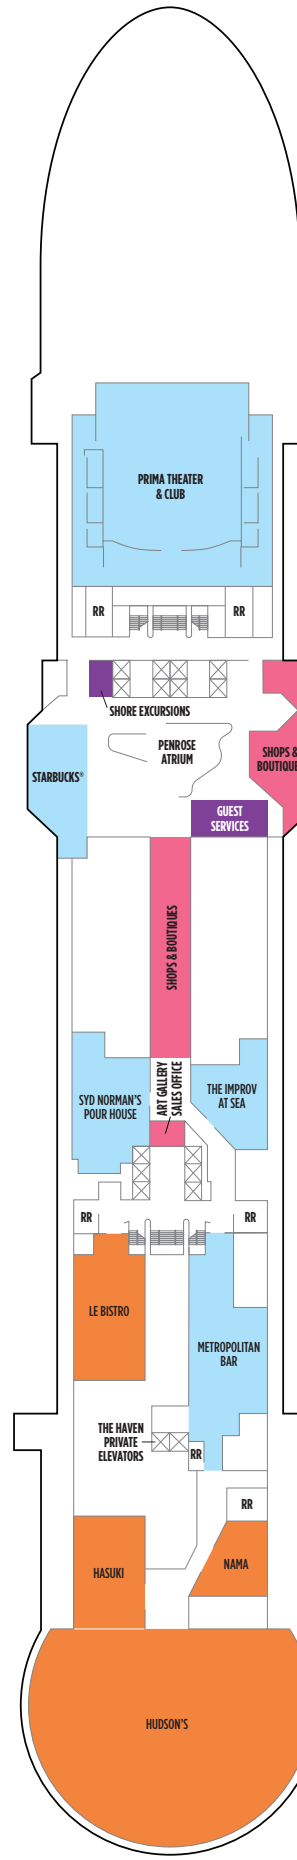 PRIMA THEATER
& CLUB
RR
RR
SHORE EXCURSIONS
PENROSE
ATRIUM
STARBUCKS®
SHOPS &
BOUTIQUE
GUEST
SERVICES
SHOPS & BOUTIQUES
ART GALLERY
SALES OFFICE
SYD NORMAN'S
POUR HOUSE
THE IMPROV
AT SEA
RR
RR
LE BISTRO
METROPOLITAN
BAR
THE HAVEN
PRIVATE
ELEVATORS
RR
RR
HASUKI
NAMA
HUDSON'S